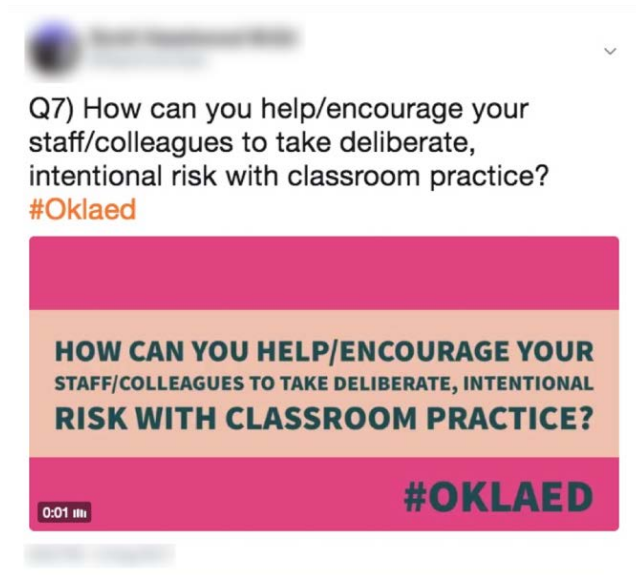 Q7) How can you help/encourage your
staff/colleagues to take deliberate,
intentional risk with classroom practice?
#Oklaed
HOW CAN YOU HELP/ENCOURAGE YOUR
STAFF/COLLEAGUES TO TAKE DELIBERATE, INTENTIONAL
RISK WITH CLASSROOM PRACTICE?
#OKLAED
0:01